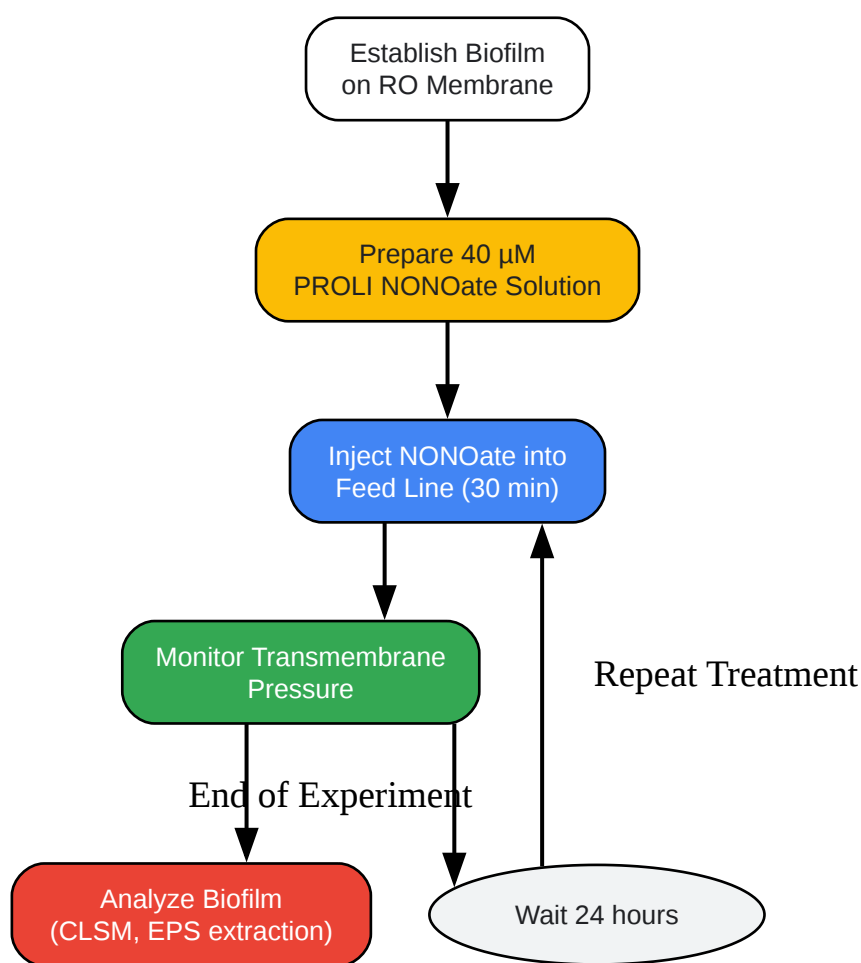 Establish Biofilm
on RO Membrane
Prepare 40 µM
PROLI NONOate Solution
Inject NONOate into
Feed Line (30 min)
Monitor Transmembrane
Pressure
Repeat Treatment
End of Experiment
Analyze Biofilm
(CLSM, EPS extraction)
Wait 24 hours